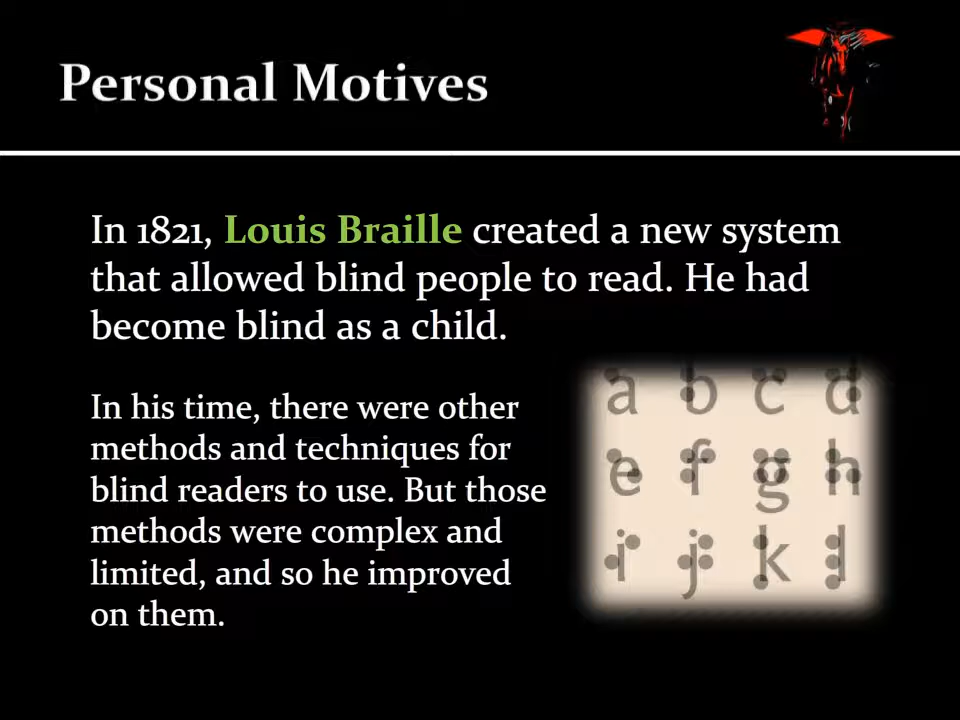 Personal Motives
In 1821, Louis Braille created a new system
that allowed blind people to read. He had
become blind as a child.
In his time, there were other
methods and techniques for
blind readers to use. But those
methods were complex and
limited, and so he improved
on them.
a b c d
e f g h
i j k l